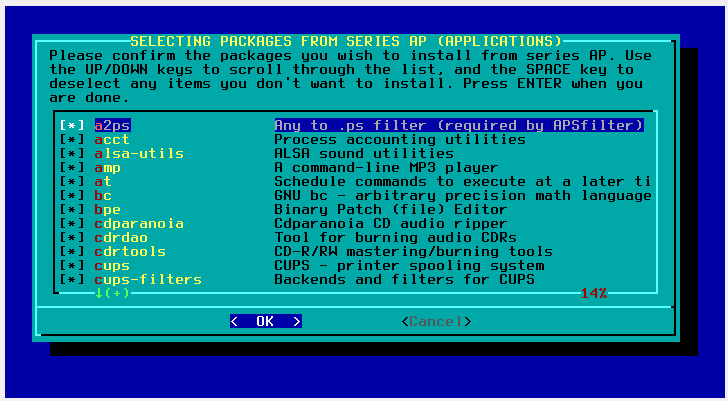 SELECTING PACKAGES FROM SERIES AP (APPLICATIONS)
Please confirm the packages you wish to install from series AP. Use
the UP/DOWN keys to scroll through the list, and the SPACE key to
deselect any items you don't want to install. Press ENTER when you
are done.
[*] a2ps Any to .ps filter (required by APSfilter)
[*] acct Process accounting utilities
[*] alsa-utils ALSA sound utilities
[*] amp A command-line MP3 player
[*] at Schedule commands to execute at a later ti
[*] bc GNU bc - arbitrary precision math language
[*] bpe Binary Patch (file) Editor
[*] cdparanoia Cdparanoia CD audio ripper
[*] cdrdao Tool for burning audio CDRs
[*] cdrtools CD-R/RW mastering/burning tools
[*] cups CUPS - printer spooling system
[*] cups-filters Backends and filters for CUPS
↓(+) 14%
< OK > <Cancel>